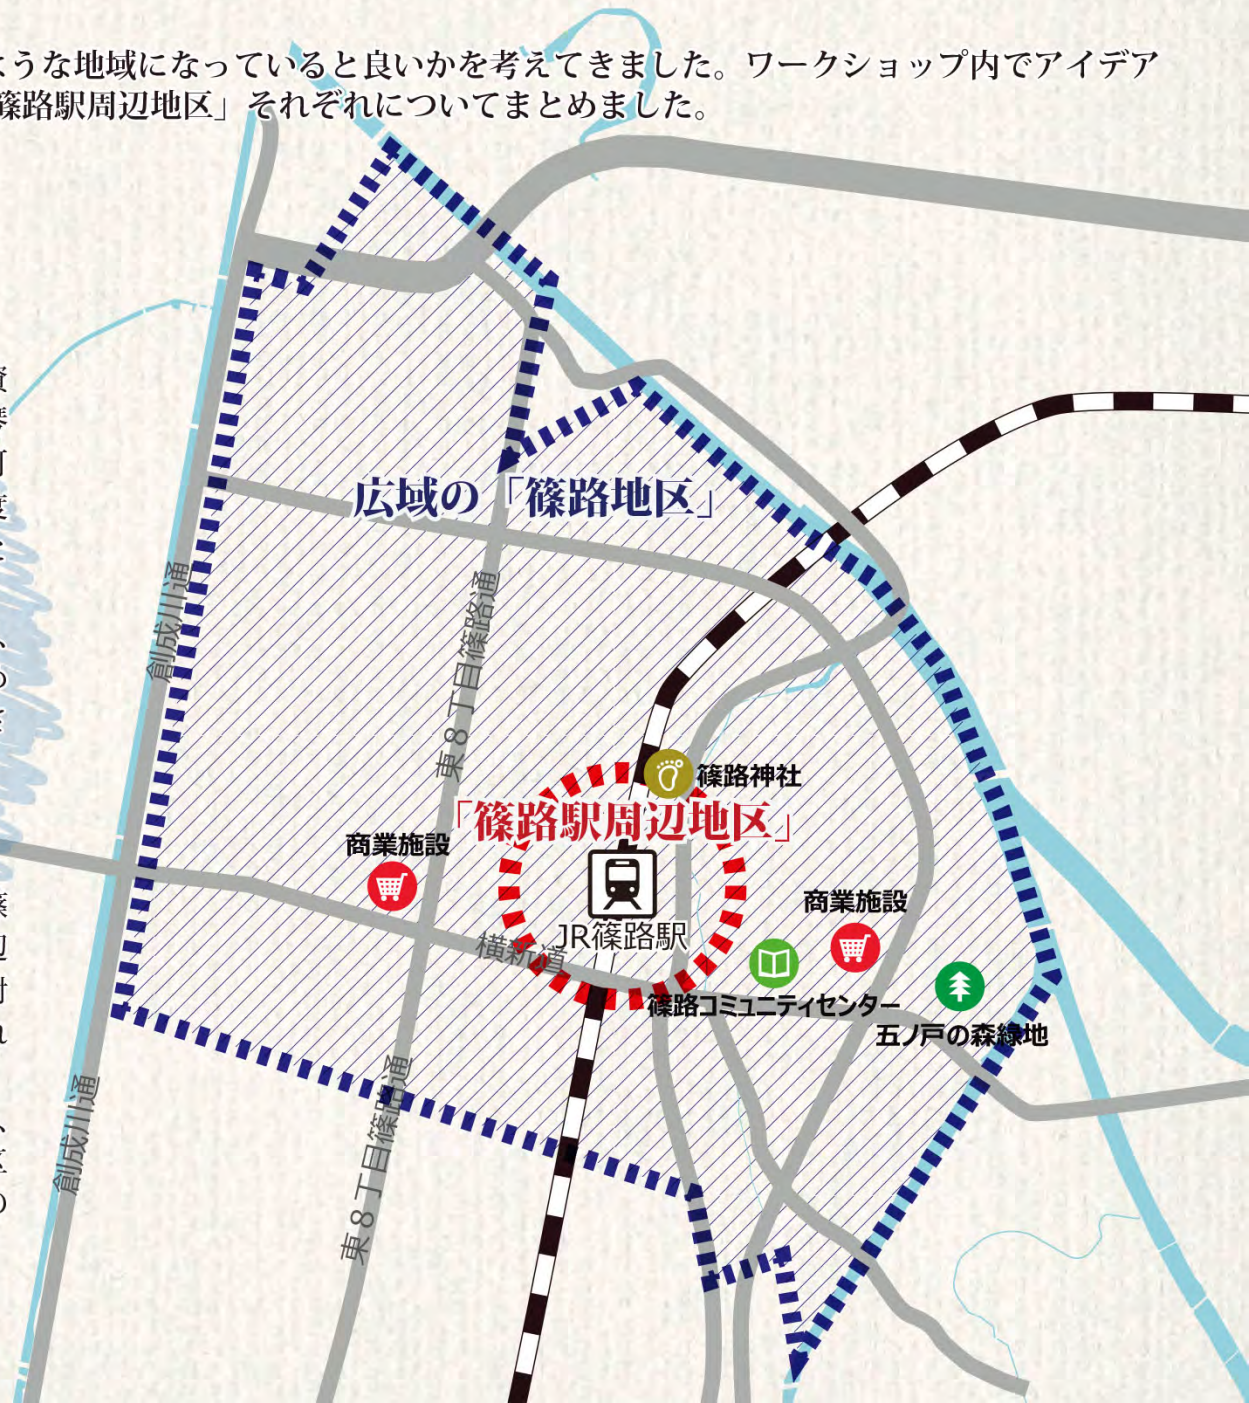 ような地域になっていると良いかを考えてきました。ワークショップ内でアイデア
篠路駅周辺地区」それぞれについてまとめました。
広域の「篠路地区」
創成川通
東8丁目篠路通
篠路神社
「篠路駅周辺地区」
商業施設
商業施設
JR篠路駅
横新道
篠路コミュニティセンター
五ノ戸の森緑地
創成川通
東8丁目篠路通